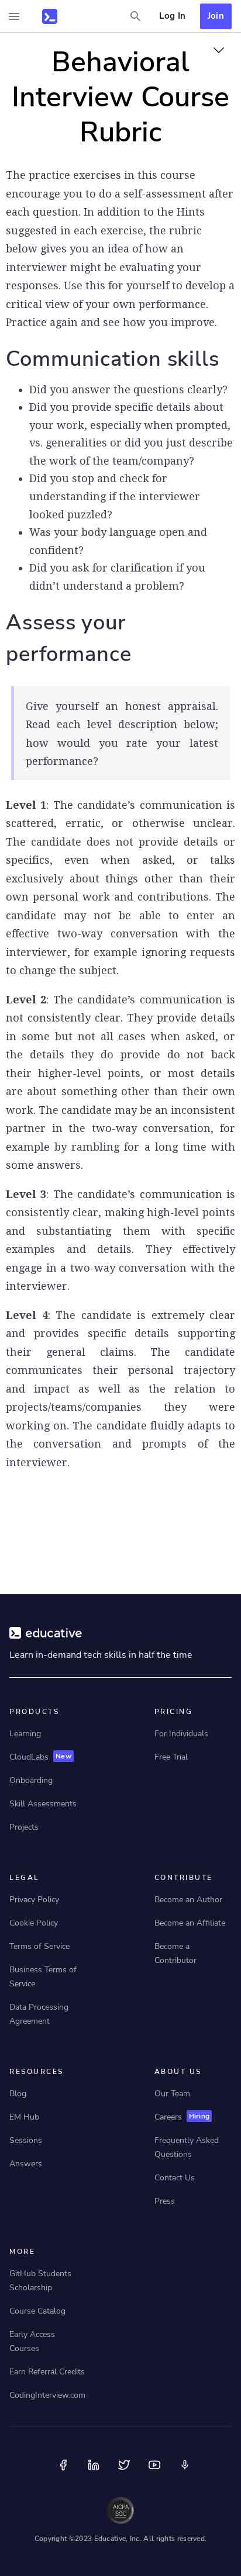 Log In
Join
Behavioral
Interview Course
Rubric
The practice exercises in this course
encourage you to do a self-assessment after
each question. In addition to the Hints
suggested in each exercise, the rubric
below gives you an idea of how an
interviewer might be evaluating your
responses. Use this for yourself to develop a
critical view of your own performance.
Practice again and see how you improve.
Communication skills
• Did you answer the questions clearly?
• Did you provide specific details about
your work, especially when prompted,
vs. generalities or did you just describe
the work of the team/company?
• Did you stop and check for
understanding if the interviewer
looked puzzled?
• Was your body language open and
confident?
• Did you ask for clarification if you
didn’t understand a problem?
Assess your
performance
Give yourself an honest appraisal.
Read each level description below;
how would you rate your latest
performance?
Level 1: The candidate’s communication is
scattered, erratic, or otherwise unclear.
The candidate does not provide details or
specifics, even when asked, or talks
exclusively about things other than their
own personal work and contributions. The
candidate may not be able to enter an
effective two-way conversation with the
interviewer, for example ignoring requests
to change the subject.
Level 2: The candidate’s communication is
not consistently clear. They provide details
in some but not all cases when asked, or
the details they do provide do not back
their higher-level points, or most details
are about something other than their own
work. The candidate may be an inconsistent
partner in the two-way conversation, for
example by rambling for a long time with
some answers.
Level 3: The candidate’s communication is
consistently clear, making high-level points
and substantiating them with specific
examples and details. They effectively
engage in a two-way conversation with the
interviewer.
Level 4: The candidate is extremely clear
and provides specific details supporting
their general claims. The candidate
communicates their personal trajectory
and impact as well as the relation to
projects/teams/companies they were
working on. The candidate fluidly adapts to
the conversation and prompts of the
interviewer.
educative
Learn in-demand tech skills in half the time
PRODUCTS
Learning
CloudLabs New
Onboarding
Skill Assessments
Projects
PRICING
For Individuals
Free Trial
LEGAL
Privacy Policy
Cookie Policy
Terms of Service
Business Terms of
Service
Data Processing
Agreement
CONTRIBUTE
Become an Author
Become an Affiliate
Become a
Contributor
RESOURCES
Blog
EM Hub
Sessions
Answers
ABOUT US
Our Team
Careers Hiring
Frequently Asked
Questions
Contact Us
Press
MORE
GitHub Students
Scholarship
Course Catalog
Early Access
Courses
Earn Referral Credits
CodingInterview.com
AICPA
SOC
Copyright ©2023 Educative, Inc. All rights reserved.